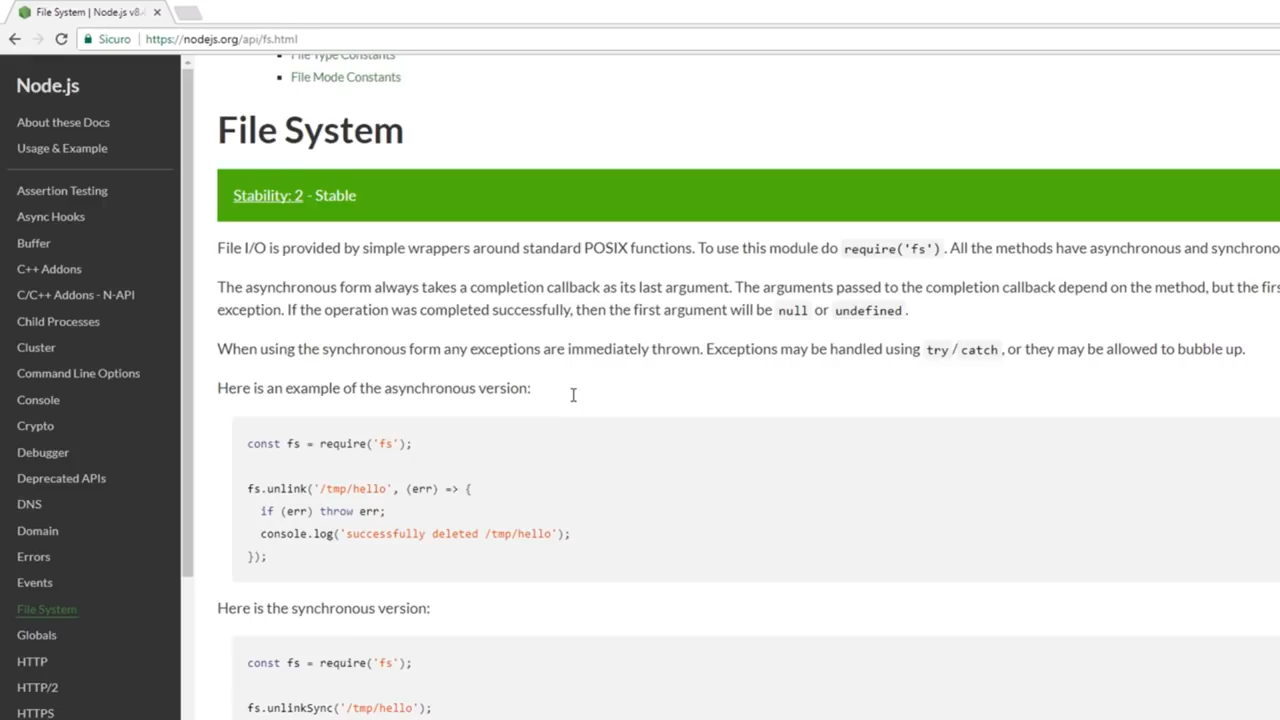 File System | Node.js v8.
Sicuro
https://nodejs.org/api/fs.html
Node.js
About these Docs
Usage & Example
Assertion Testing
Async Hooks
Buffer
C++ Addons
C/C++ Addons - N-API
Child Processes
Cluster
Command Line Options
Console
Crypto
Debugger
Deprecated APIs
DNS
Domain
Errors
Events
File System
Globals
HTTP
HTTP/2
HTTPS
File Type Constants
File Mode Constants
File System
Stability: 2 - Stable
File I/O is provided by simple wrappers around standard POSIX functions. To use this module do require('fs'). All the methods have asynchronous and synchrono
The asynchronous form always takes a completion callback as its last argument. The arguments passed to the completion callback depend on the method, but the firs
exception. If the operation was completed successfully, then the first argument will be null or undefined.
When using the synchronous form any exceptions are immediately thrown. Exceptions may be handled using try/catch, or they may be allowed to bubble up.
Here is an example of the asynchronous version:
const fs = require('fs');
fs.unlink('/tmp/hello', (err) => {
if (err) throw err;
console.log('successfully deleted /tmp/hello');
});
Here is the synchronous version:
const fs = require('fs');
fs.unlinkSync('/tmp/hello');